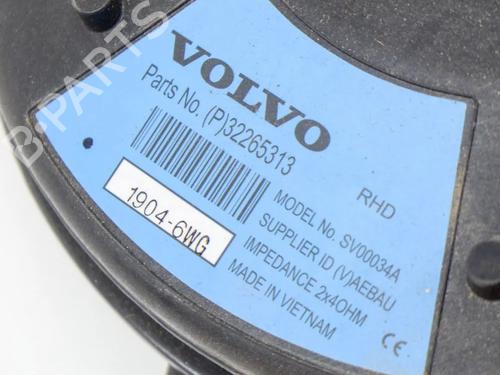 VOLVO
Parts No. (P)32265313
RHD
1904-6WG
MODEL No. SV00034A
SUPPLIER ID (V)AEBAU
IMPEDANCE 2x4OHM
MADE IN VIETNAM
CE
B-PARTS